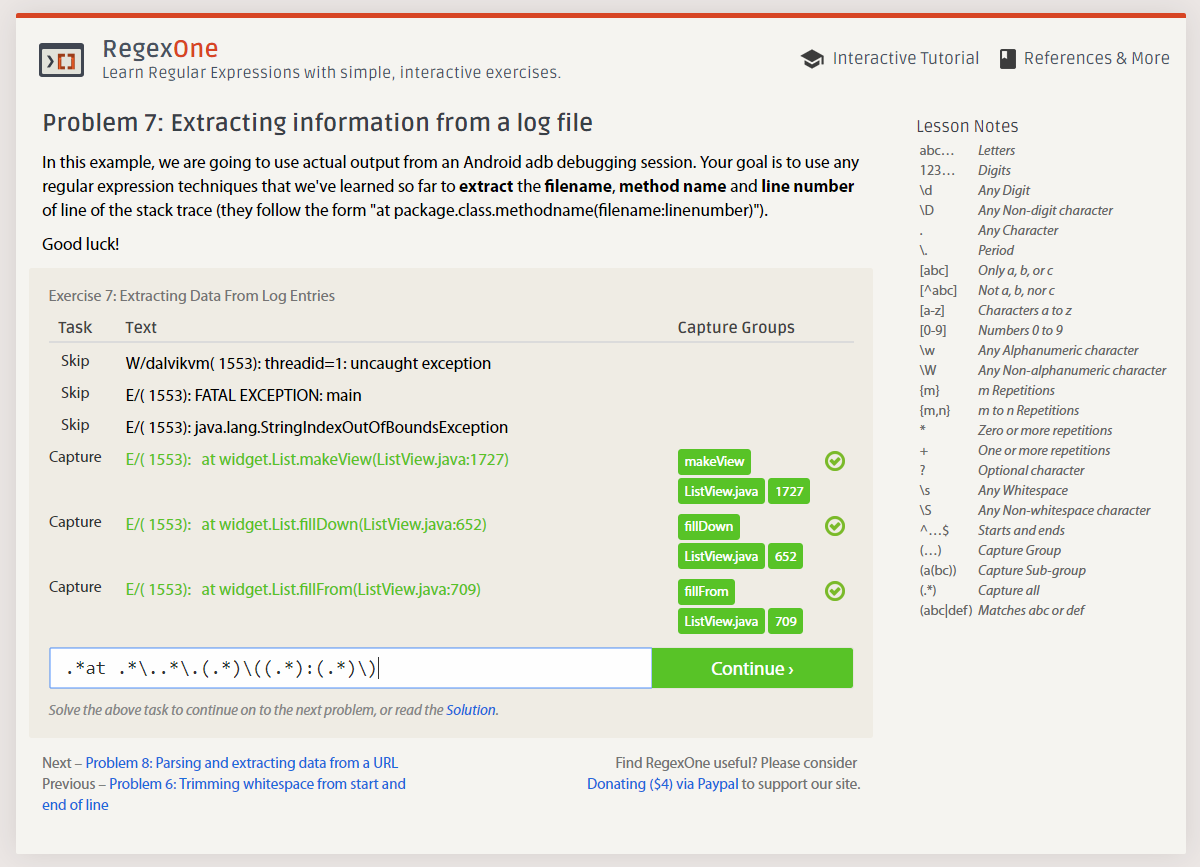 RegexOne
Learn Regular Expressions with simple, interactive exercises.
Interactive Tutorial
References & More
Problem 7: Extracting information from a log file
In this example, we are going to use actual output from an Android adb debugging session. Your goal is to use any
regular expression techniques that we've learned so far to extract the filename, method name and line number
of line of the stack trace (they follow the form "at package.class.methodname(filename:linenumber)").
Good luck!
Exercise 7: Extracting Data From Log Entries
Task Text Capture Groups
Skip W/dalvikvm( 1553): threadid=1: uncaught exception
Skip E/( 1553): FATAL EXCEPTION: main
Skip E/( 1553): java.lang.StringIndexOutOfBoundsException
Capture E/( 1553): at widget.List.makeView(ListView.java:1727) makeView
ListView.java 1727
Capture E/( 1553): at widget.List.fillDown(ListView.java:652) fillDown
ListView.java 652
Capture E/( 1553): at widget.List.fillFrom(ListView.java:709) fillFrom
ListView.java 709
.*at .*\..*\.(.*)\((.*):(.*)\)
Continue ›
Solve the above task to continue on to the next problem, or read the Solution.
Next – Problem 8: Parsing and extracting data from a URL
Previous – Problem 6: Trimming whitespace from start and
end of line
Find RegexOne useful? Please consider
Donating ($4) via Paypal to support our site.
Lesson Notes
abc… Letters
123… Digits
\d Any Digit
\D Any Non-digit character
. Any Character
\. Period
[abc] Only a, b, or c
[^abc] Not a, b, nor c
[a-z] Characters a to z
[0-9] Numbers 0 to 9
\w Any Alphanumeric character
\W Any Non-alphanumeric character
{m} m Repetitions
{m,n} m to n Repetitions
* Zero or more repetitions
+ One or more repetitions
? Optional character
\s Any Whitespace
\S Any Non-whitespace character
^…$ Starts and ends
(…) Capture Group
(a(bc)) Capture Sub-group
(.*) Capture all
(abc|def) Matches abc or def